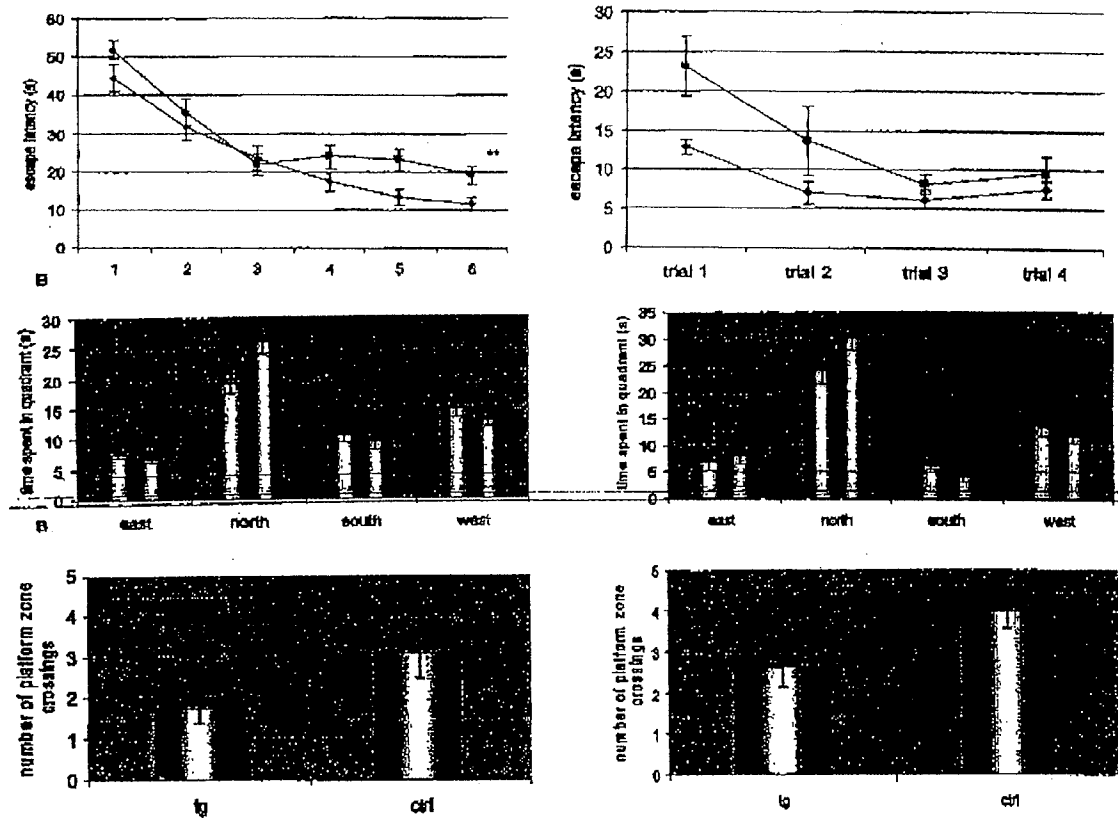 60
50
40
30
20
10
0
escape latency (s)
**
1 2 3 4 5 6
30
25
20
15
10
5
0
escape latency (s)
trial 1 trial 2 trial 3 trial 4
B
30
25
20
15
10
5
0
time spent in quadrant (s)
east north south west
35
30
25
20
15
10
5
0
time spent in quadrant (s)
east north south west
B
5
4
3
2
1
0
number of platform zone
crossings
tg ctrl
5
4
3
2
1
0
number of platform zone
crossings
tg ctrl